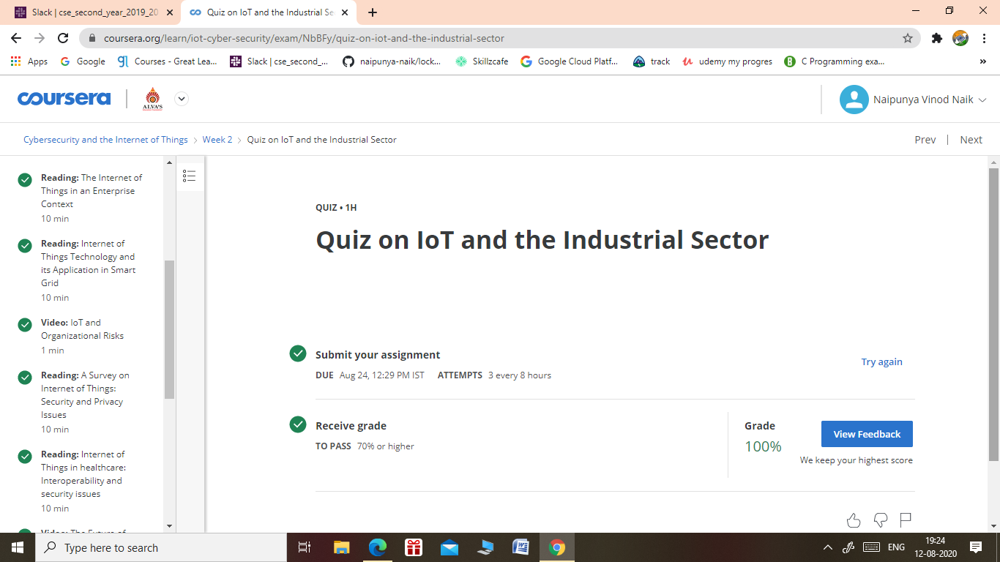 Slack | cse_second_year_2019_20
Quiz on IoT and the Industrial Se
coursera.org/learn/iot-cyber-security/exam/NbBFy/quiz-on-iot-and-the-industrial-sector
Apps
Google
Courses - Great Lea...
Slack | cse_second_...
naipunya-naik/lock...
Skillzcafe
Google Cloud Platf...
track
udemy my progres
C Programming exa...
coursera
ALVA'S
Naipunya Vinod Naik
Cybersecurity and the Internet of Things > Week 2 > Quiz on IoT and the Industrial Sector
Prev | Next
Reading: The Internet of
Things in an Enterprise
Context
10 min
Reading: Internet of
Things Technology and
its Application in Smart
Grid
10 min
Video: IoT and
Organizational Risks
1 min
Reading: A Survey on
Internet of Things:
Security and Privacy
Issues
10 min
Reading: Internet of
Things in healthcare:
Interoperability and
security issues
10 min
Video: The Future of
QUIZ • 1H
Quiz on IoT and the Industrial Sector
Submit your assignment
DUE Aug 24, 12:29 PM IST ATTEMPTS 3 every 8 hours
Try again
Receive grade
TO PASS 70% or higher
Grade
100%
View Feedback
We keep your highest score
Type here to search
ENG
19:24
12-08-2020